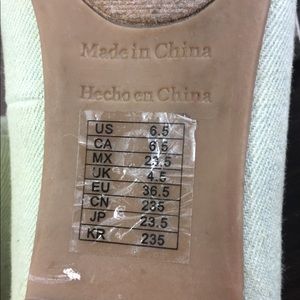 Made in China
Hecho en China
US 6.5
CA 6.5
MX 23.5
UK 4.5
EU 36.5
CN 235
JP 23.5
KR 235